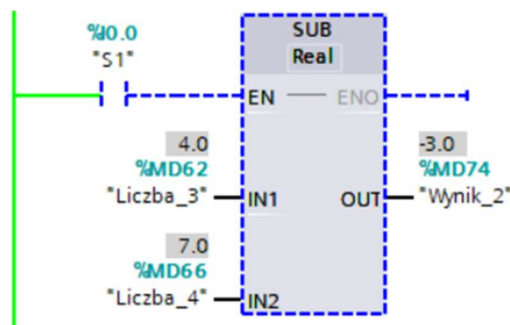 %I0.0
"S1"
SUB
Real
EN
ENO
4.0
%MD62
"Liczba_3"
IN1
OUT
-3.0
%MD74
"Wynik_2"
7.0
%MD66
"Liczba_4"
IN2